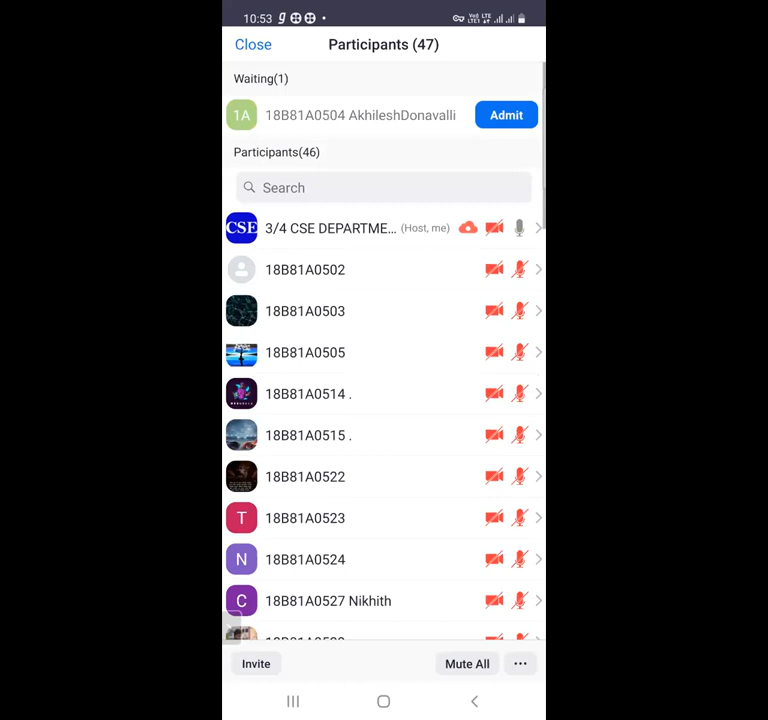 10:53
Close Participants (47)
Waiting(1)
1A 18B81A0504 AkhileshDonavalli Admit
Participants(46)
Search
CSE 3/4 CSE DEPARTME... (Host, me)
18B81A0502
18B81A0503
18B81A0505
18B81A0514 .
18B81A0515 .
18B81A0522
T 18B81A0523
N 18B81A0524
C 18B81A0527 Nikhith
Invite Mute All ...